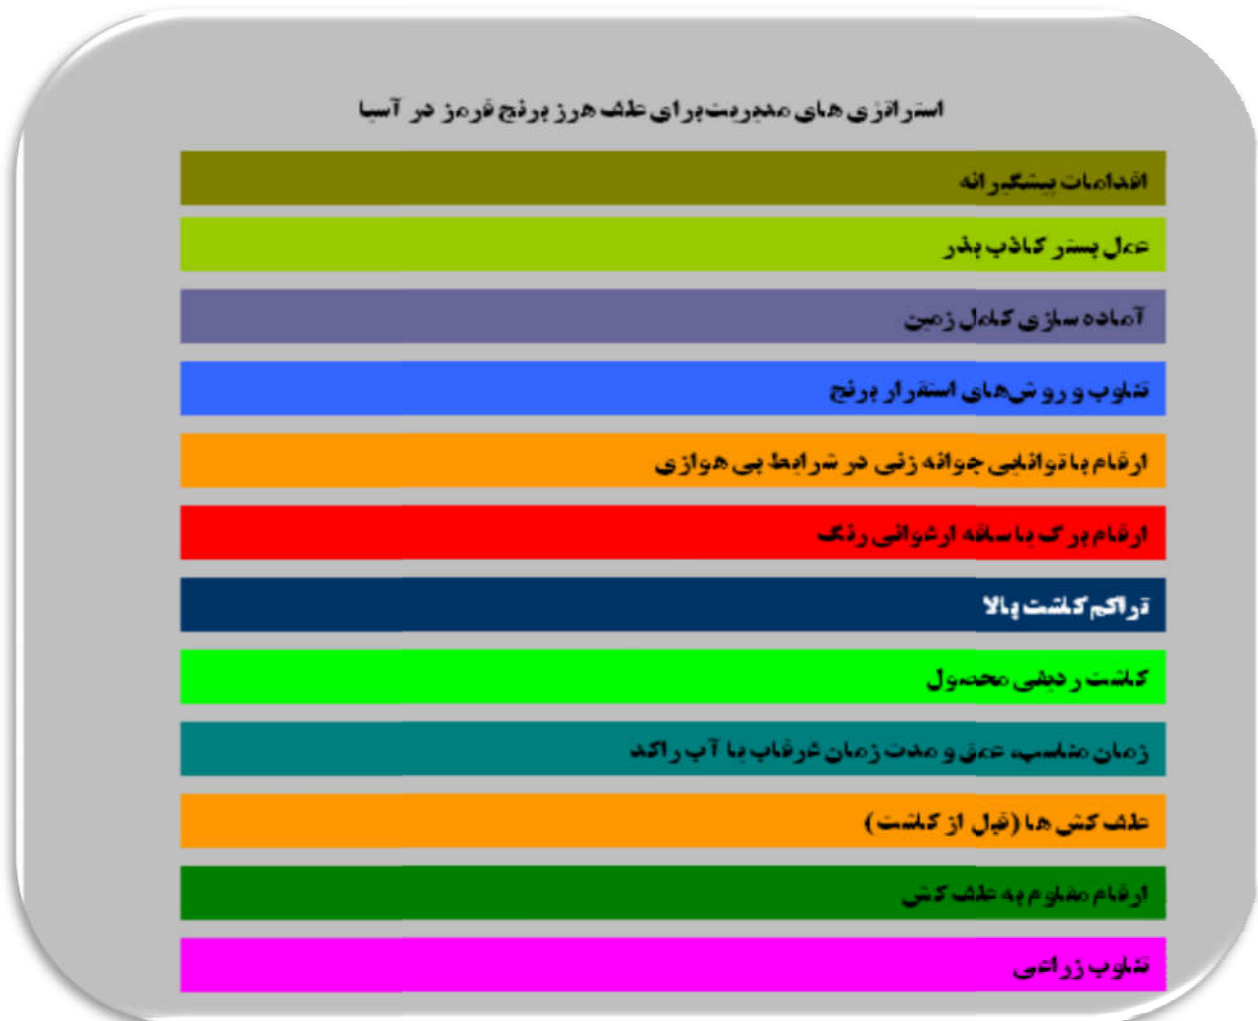 استراتژی های مدیریت برای علف هرز برنج قرمز در آسیا
اقدامات پیشگیرانه
عمل بستر کاذب بذر
آماده سازی کامل زمین
تناوب و روش‌های استقرار برنج
ارقام با توانایی جوانه زنی در شرایط بی هوازی
ارقام برگ یا ساقه ارغوانی رنگ
تراکم کاشت بالا
کاشت ردیفی محصول
زمان مناسب، عمق و مدت زمان غرقاب با آب راکد
علف کش ها (قبل از کاشت)
ارقام مقاوم به علف کش
تناوب زراعی